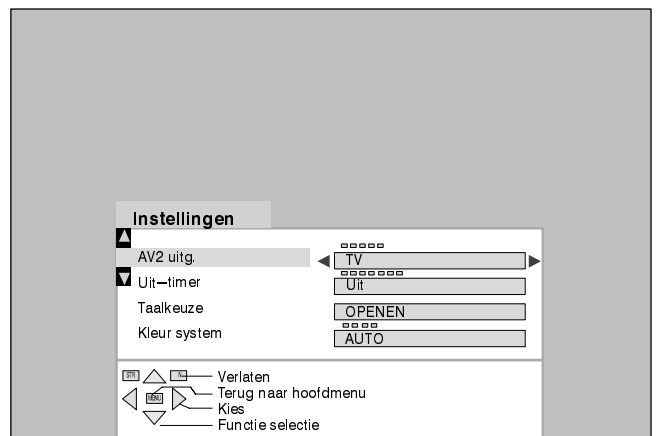 Instellingen
AV2 uitg. TV
Uit-timer Uit
Taalkeuze OPENEN
Kleur system AUTO
STR N Verlaten
MENU Terug naar hoofdmenu
Kies
Functie selectie